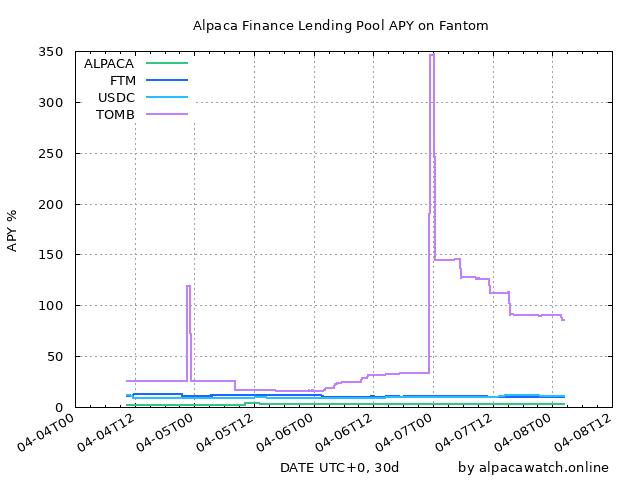 Alpaca Finance Lending Pool APY on Fantom
APY %
350
300
250
200
150
100
50
0
ALPACA
FTM
USDC
TOMB
04-04T00
04-04T12
04-05T00
04-05T12
04-06T00
04-06T12
04-07T00
04-07T12
04-08T00
04-08T12
DATE UTC+0, 30d
by alpacawatch.online